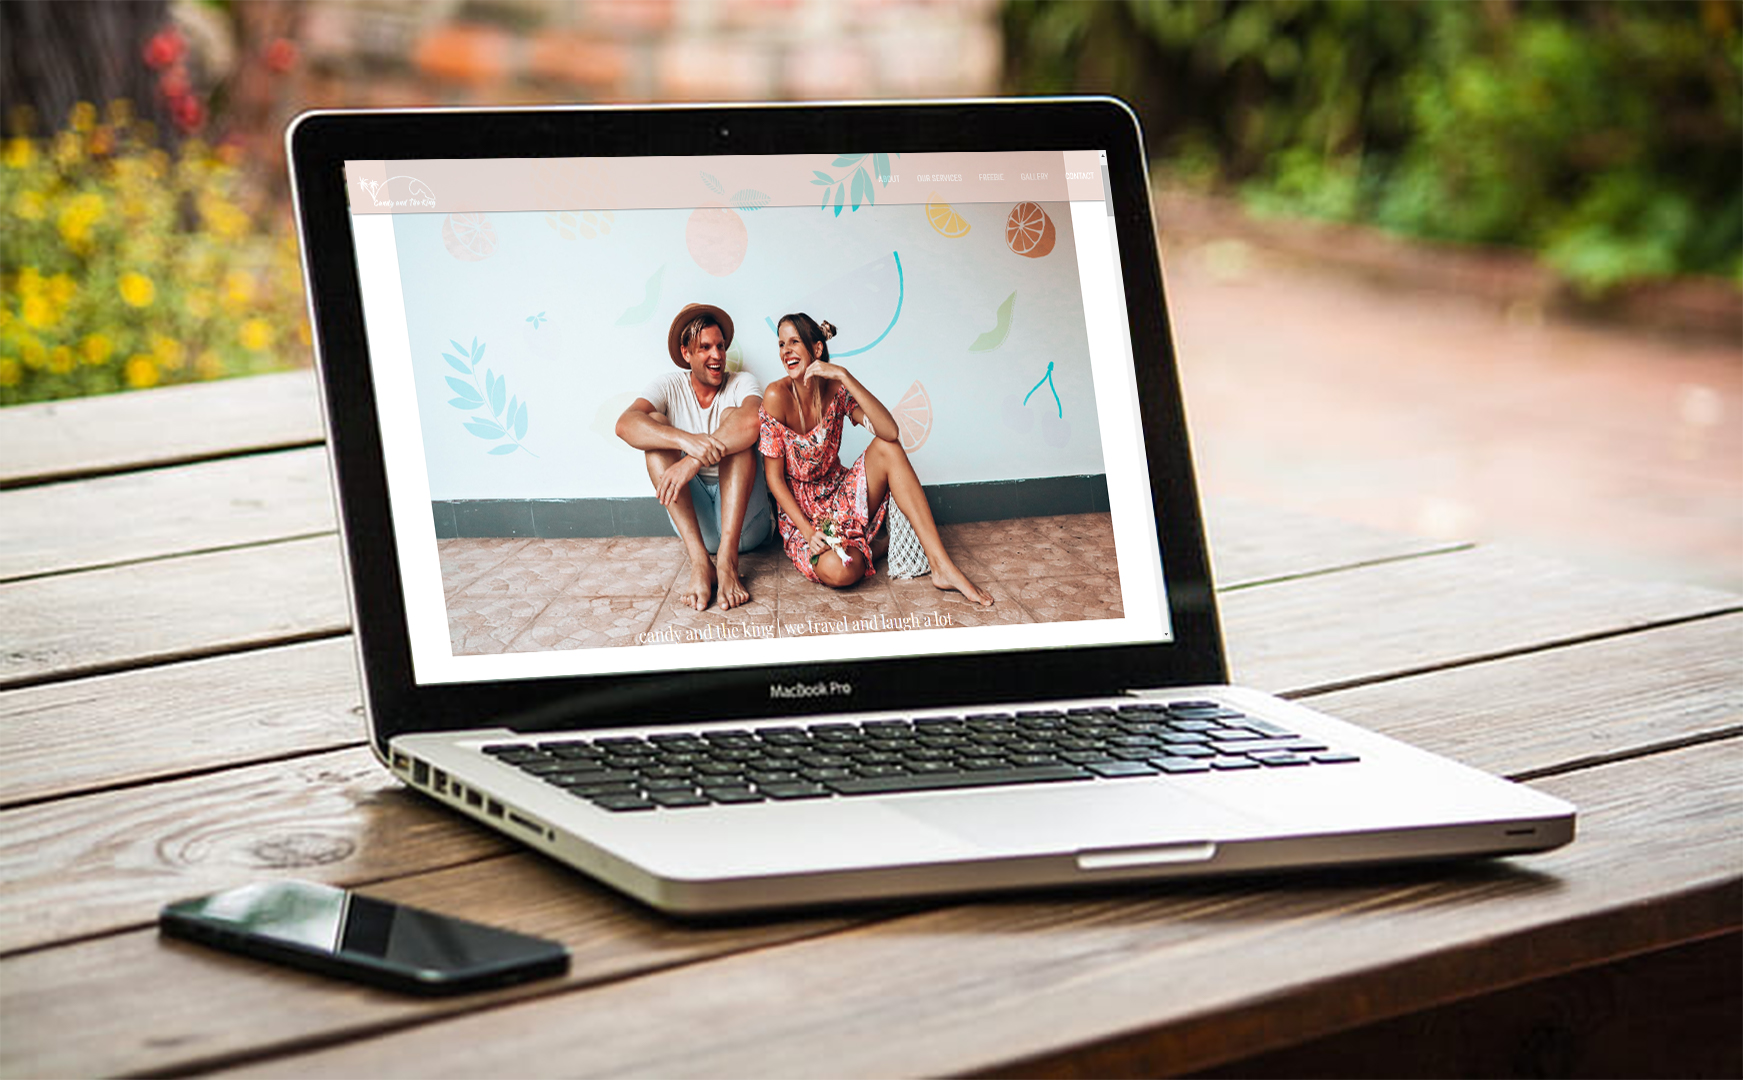 Candy and The King
ABOUT OUR SERVICES FREEBIE GALLERY CONTACT
candy and the king | we travel and laugh a lot
MacBook Pro